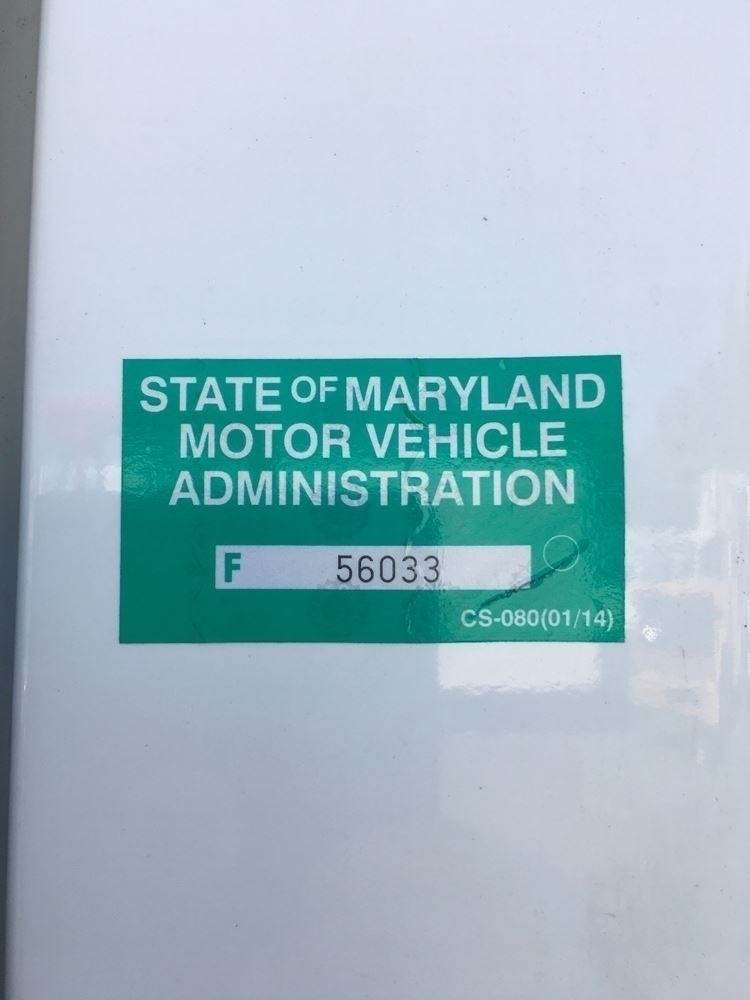 STATE OF MARYLAND
MOTOR VEHICLE
ADMINISTRATION
F 56033
CS-080(01/14)